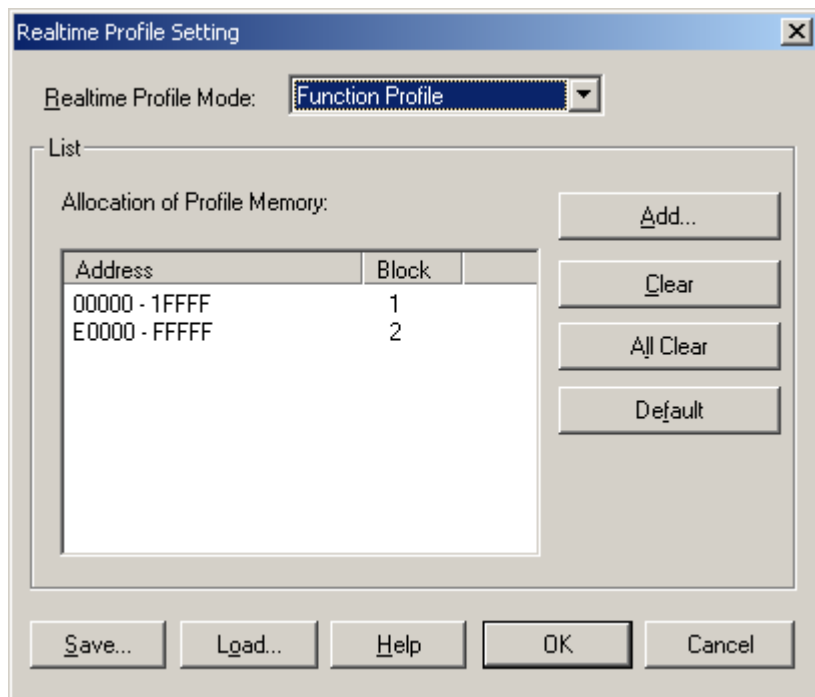 Realtime Profile Setting
Realtime Profile Mode: Function Profile
List
Allocation of Profile Memory:
Add...
Address Block
Clear
00000 - 1FFFF 1
E0000 - FFFFF 2
All Clear
Default
Save... Load... Help OK Cancel